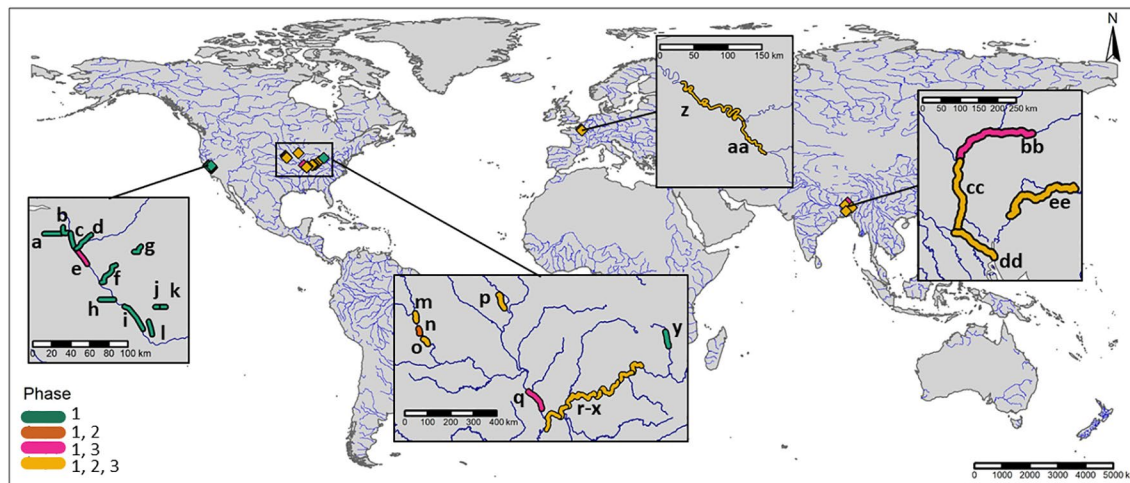 N
0 50 100 150 km
z
aa
0 50 100 150 200 250 km
bb
cc
ee
dd
b
a
c
d
e
g
f
h
j
k
i
l
0 20 40 60 80 100 km
m
p
n
o
y
q
r-x
0 100 200 300 400 km
Phase
1
1, 2
1, 3
1, 2, 3
0 1000 2000 3000 4000 5000 k